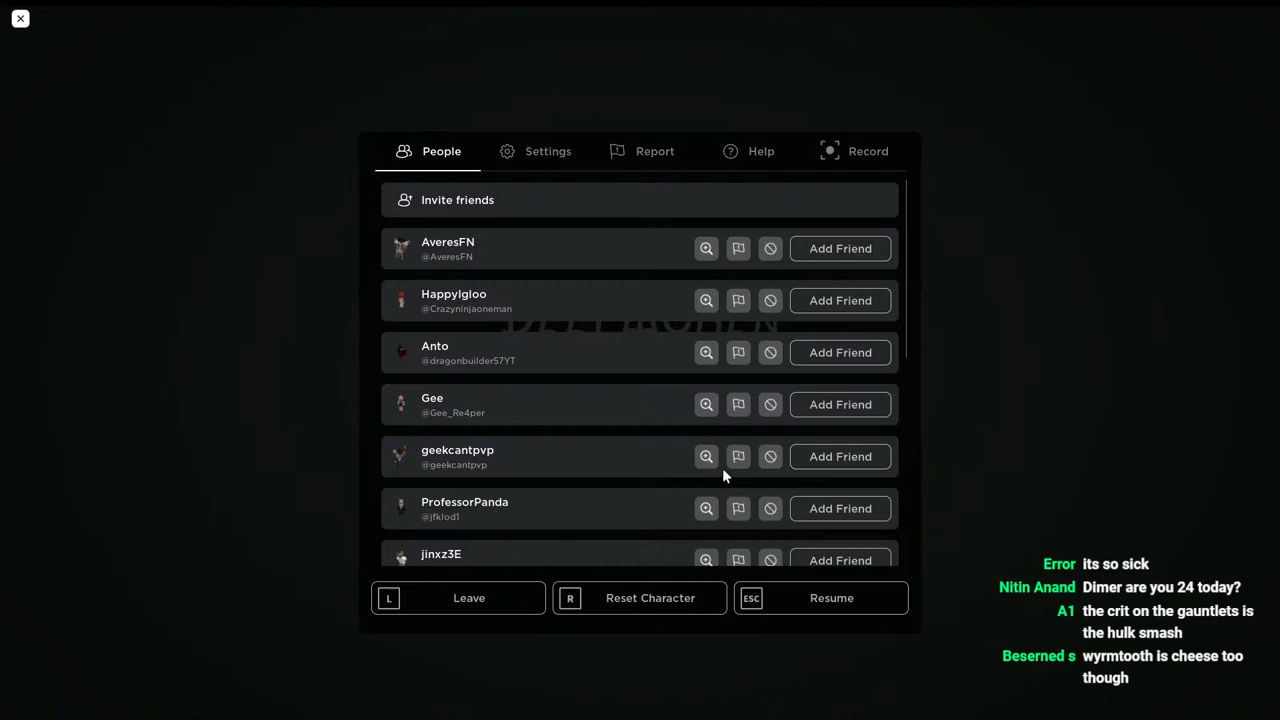 People Settings Report Help Record
Invite friends
AveresFN
@AveresFN
Add Friend
HappyIgloo
@Crazyninjaoneman
Add Friend
Anto
@dragonbuilder57YT
Add Friend
Gee
@Gee_Re4per
Add Friend
geekcantpvp
@geekcantpvp
Add Friend
ProfessorPanda
@jfklod1
Add Friend
jinxz3E
Add Friend
L Leave R Reset Character ESC Resume
Error its so sick
Nitin Anand Dimer are you 24 today?
A1 the crit on the gauntlets is
the hulk smash
Beserned s wyrmtooth is cheese too
though